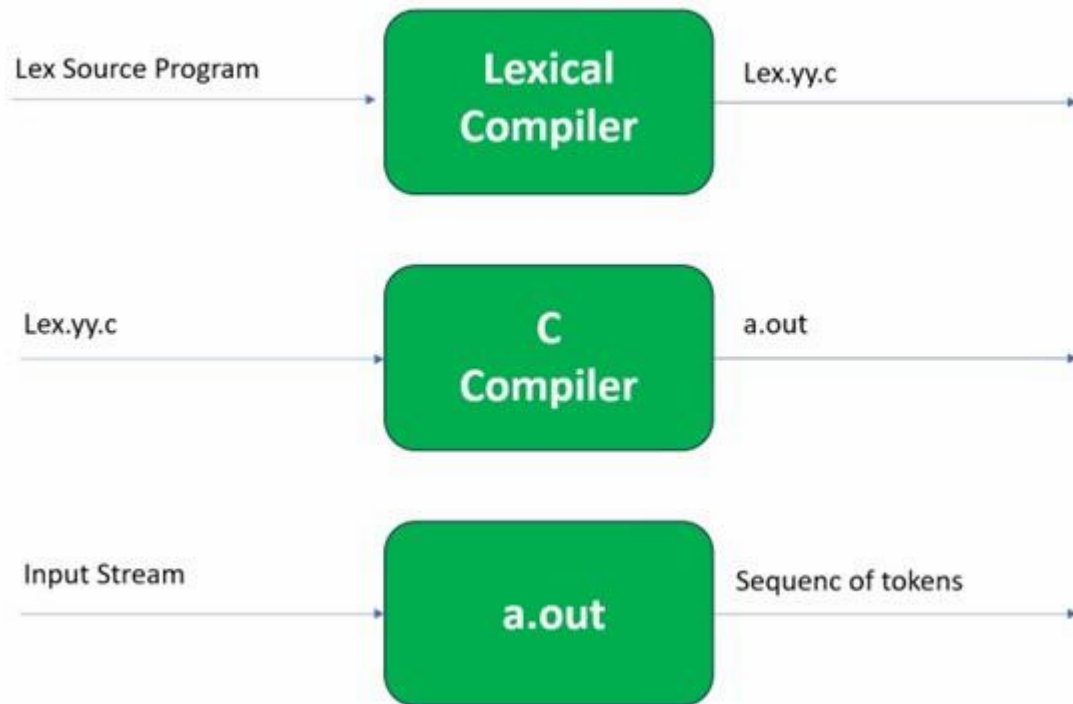 Lex Source Program
Lexical
Compiler
Lex.yy.c
Lex.yy.c
C
Compiler
a.out
Input Stream
a.out
Sequenc of tokens